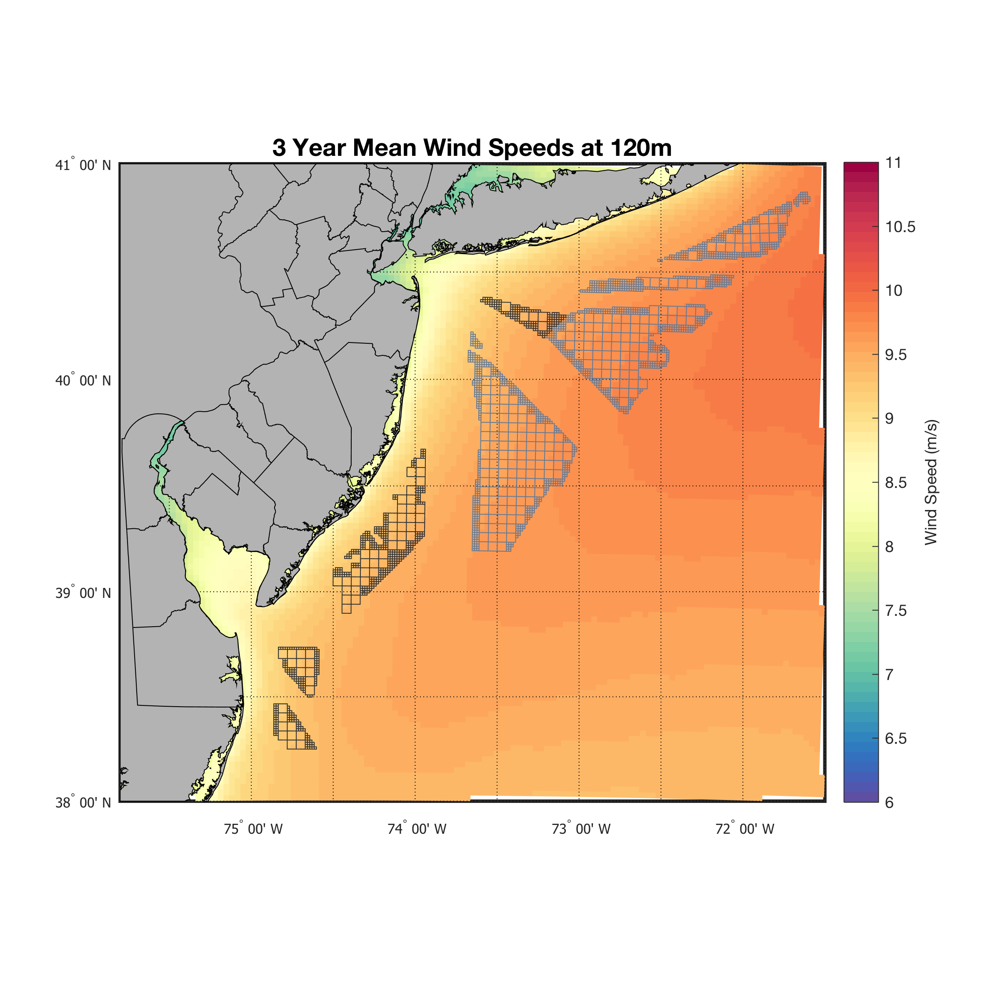 3 Year Mean Wind Speeds at 120m
41° 00' N
40° 00' N
39° 00' N
38° 00' N
75° 00' W
74° 00' W
73° 00' W
72° 00' W
11
10.5
10
9.5
9
8.5
8
7.5
7
6.5
6
Wind Speed (m/s)